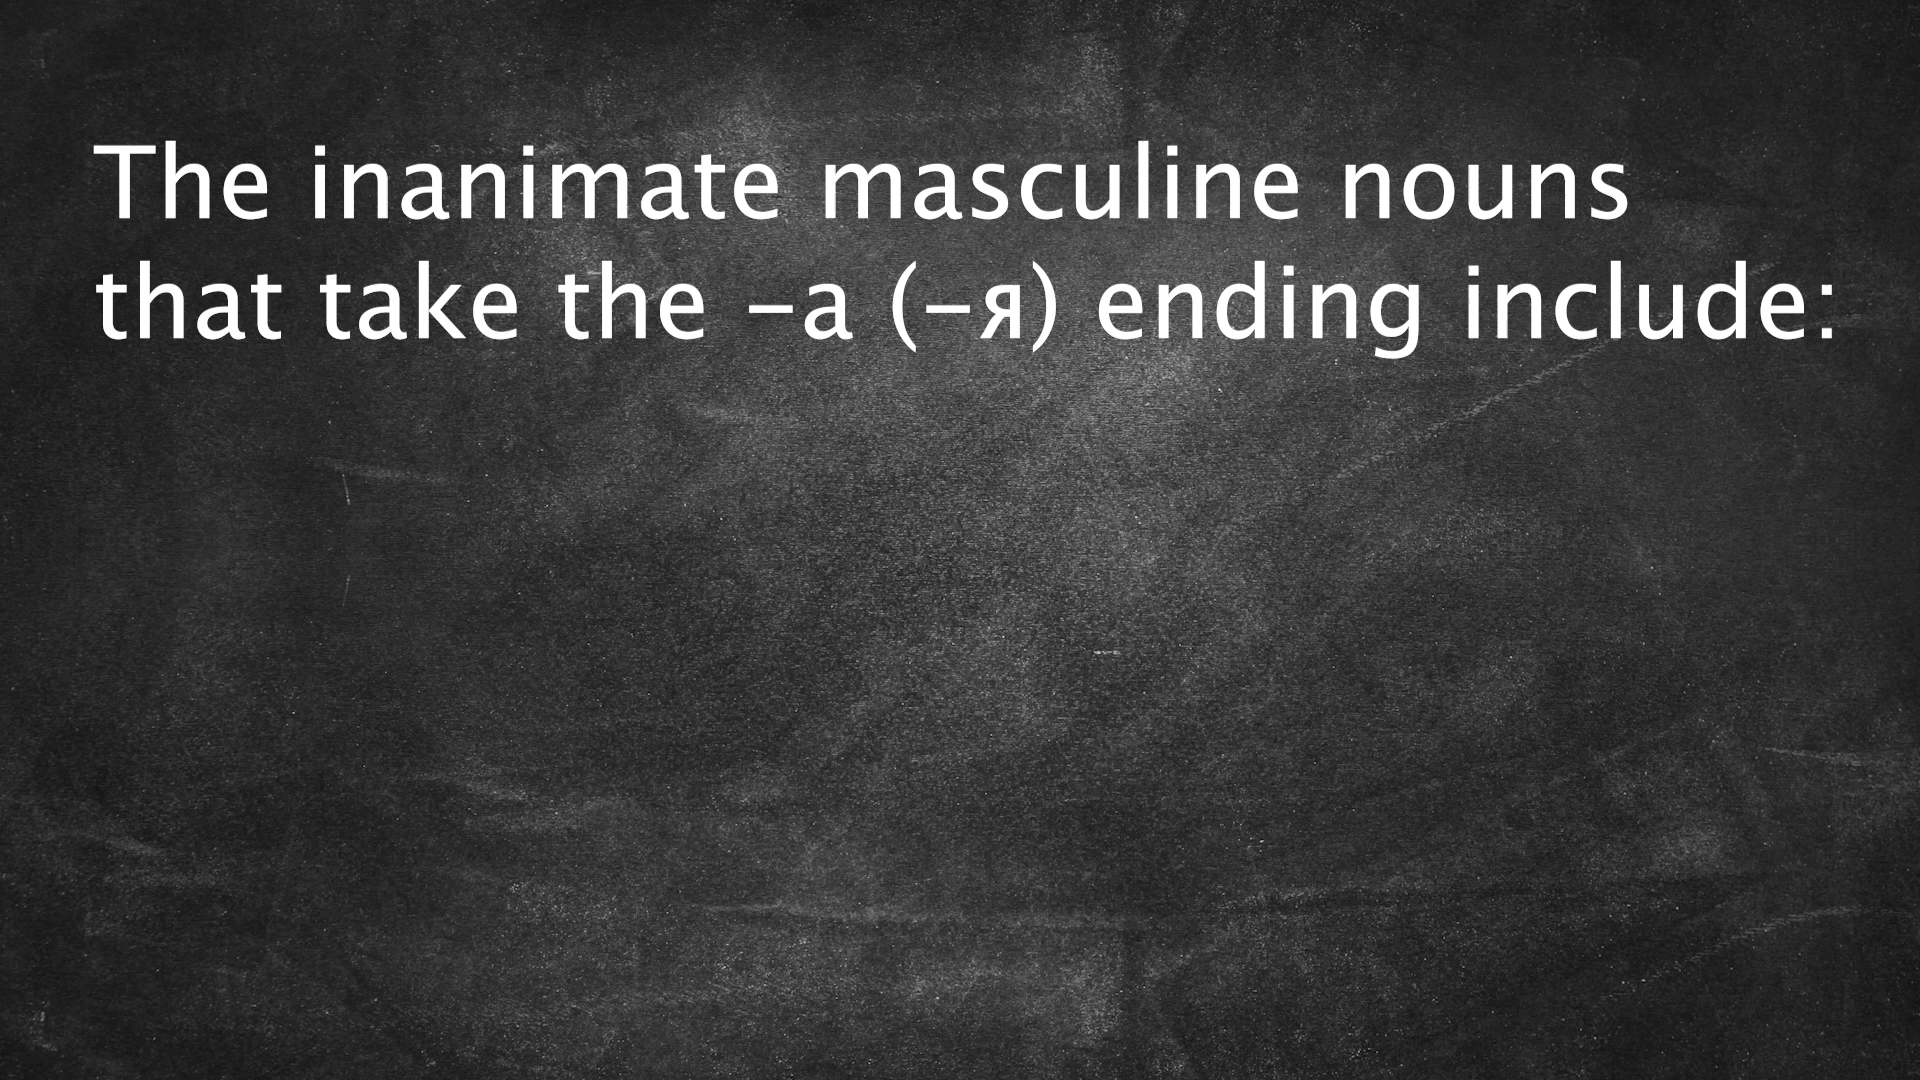 The inanimate masculine nouns
that take the –а (–я) ending include: